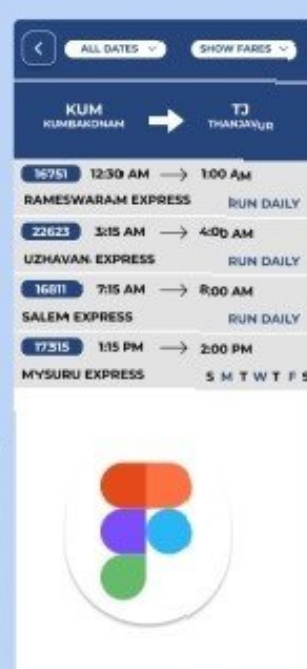 ALL DATES SHOW FARES
KUM TJ
KUMBAKONAM THANJAVUR
16751 12:30 AM → 1:00 AM
RAMESWARAM EXPRESS RUN DAILY
22623 3:15 AM → 4:00 AM
UZHAVAN EXPRESS RUN DAILY
16811 7:15 AM → 8:00 AM
SALEM EXPRESS RUN DAILY
17315 1:15 PM → 2:00 PM
MYSURU EXPRESS S M T W T F S